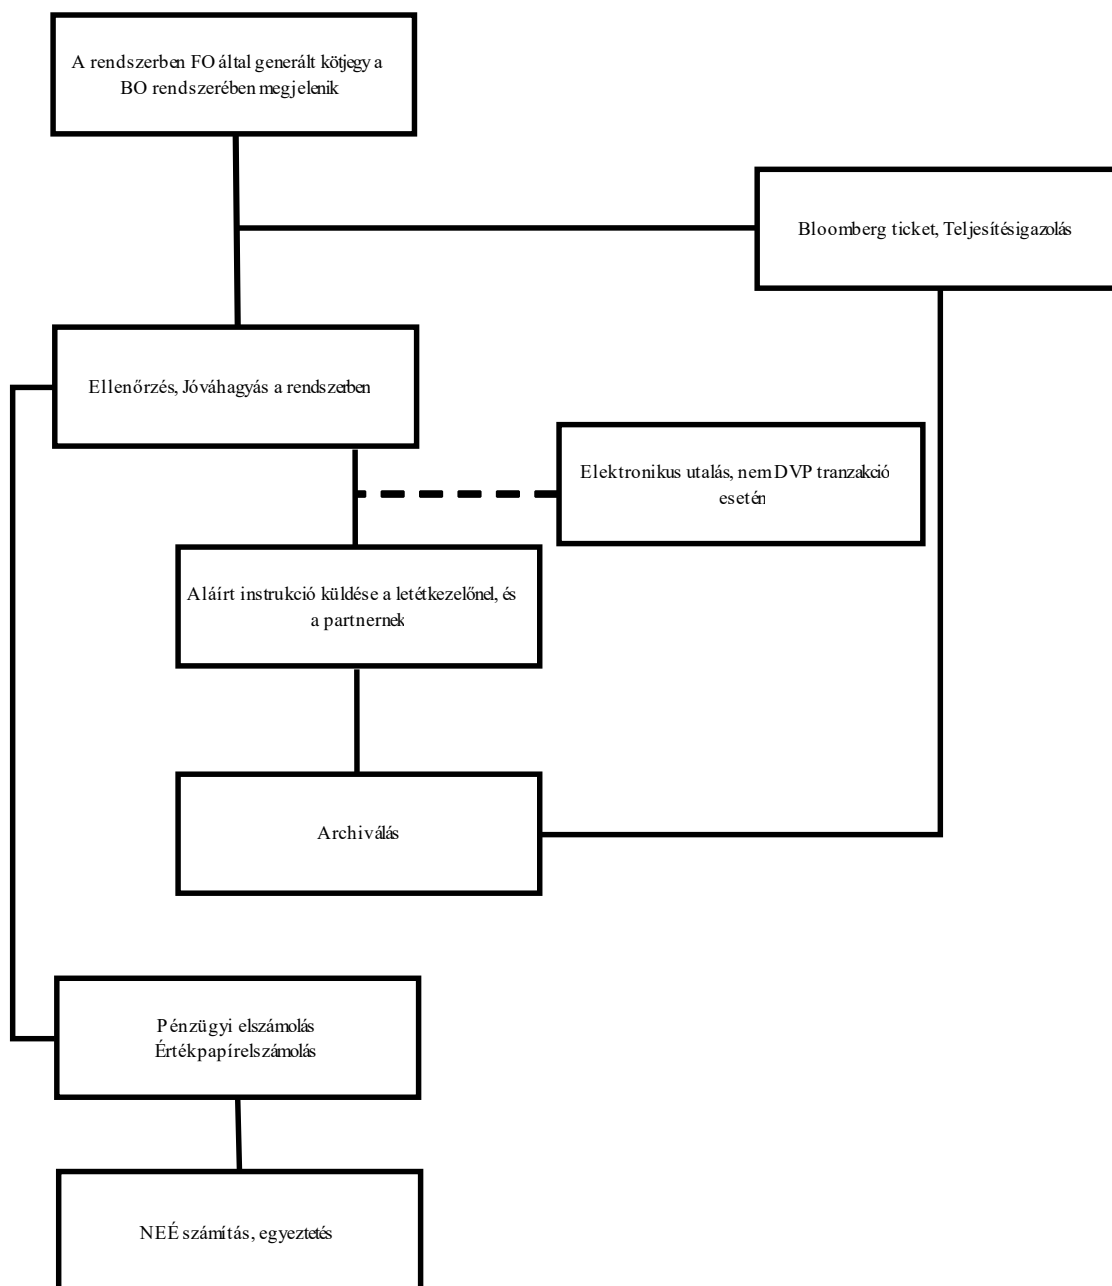 A rendszerben FO által generált kötjegy a
BO rendszerében megjelenik
Bloomberg ticket, Teljesítésigazolás
Ellenőrzés, Jóváhagyás a rendszerben
Elektronikus utalás, nem DVP tranzakció
esetén
Aláírt instrukció küldése a letétkezelőnel, és
a partnernek
Archiválás
Pénzügyi elszámolás
Értékpapírelszámolás
NEÉ számítás, egyeztetés